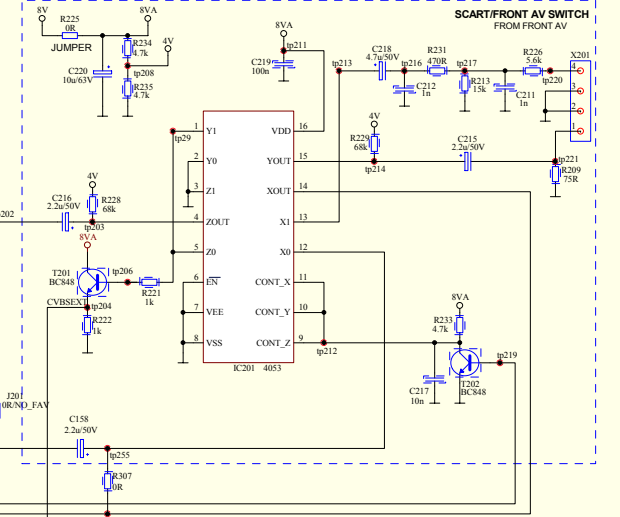 SCART/FRONT AV SWITCH
FROM FRONT AV
8V
R225
0R
8VA
JUMPER
R234
4.7k
4V
tp208
C220
10u/63V
R235
4.7k
8VA
tp211
C219
100n
tp213
C218
4.7u/50V
tp216
R231
470R
tp217
R226
5.6k
tp220
X201
4
3
2
1
C212
1n
R213
15k
C211
1n
4V
R229
68k
tp214
C215
2.2u/50V
tp221
R209
75R
tp29
1 Y1 VDD 16
2 Y0 YOUT 15
3 Z1 XOUT 14
4 ZOUT X1 13
5 Z0 X0 12
6 EN CONT_X 11
7 VEE CONT_Y 10
8 VSS CONT_Z 9
IC201 4053
4V
C216
2.2u/50V
R228
68k
202
tp203
8VA
T201
BC848
tp206
R221
1k
CVBSEXT
tp204
R222
1k
tp212
8VA
R233
4.7k
tp219
C217
10n
T202
BC848
J201
0R/NO_FAV
C158
2.2u/50V
tp255
R307
0R